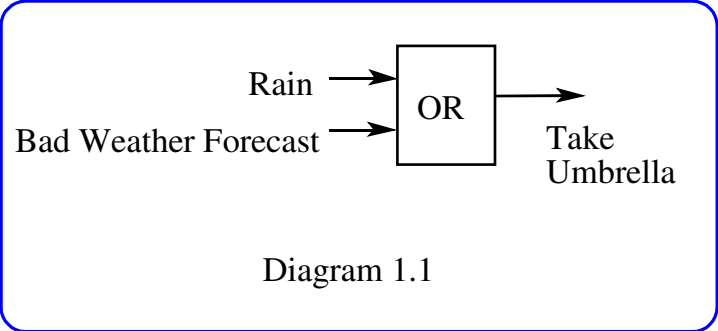 Rain
OR
Bad Weather Forecast
Take
Umbrella
Diagram 1.1